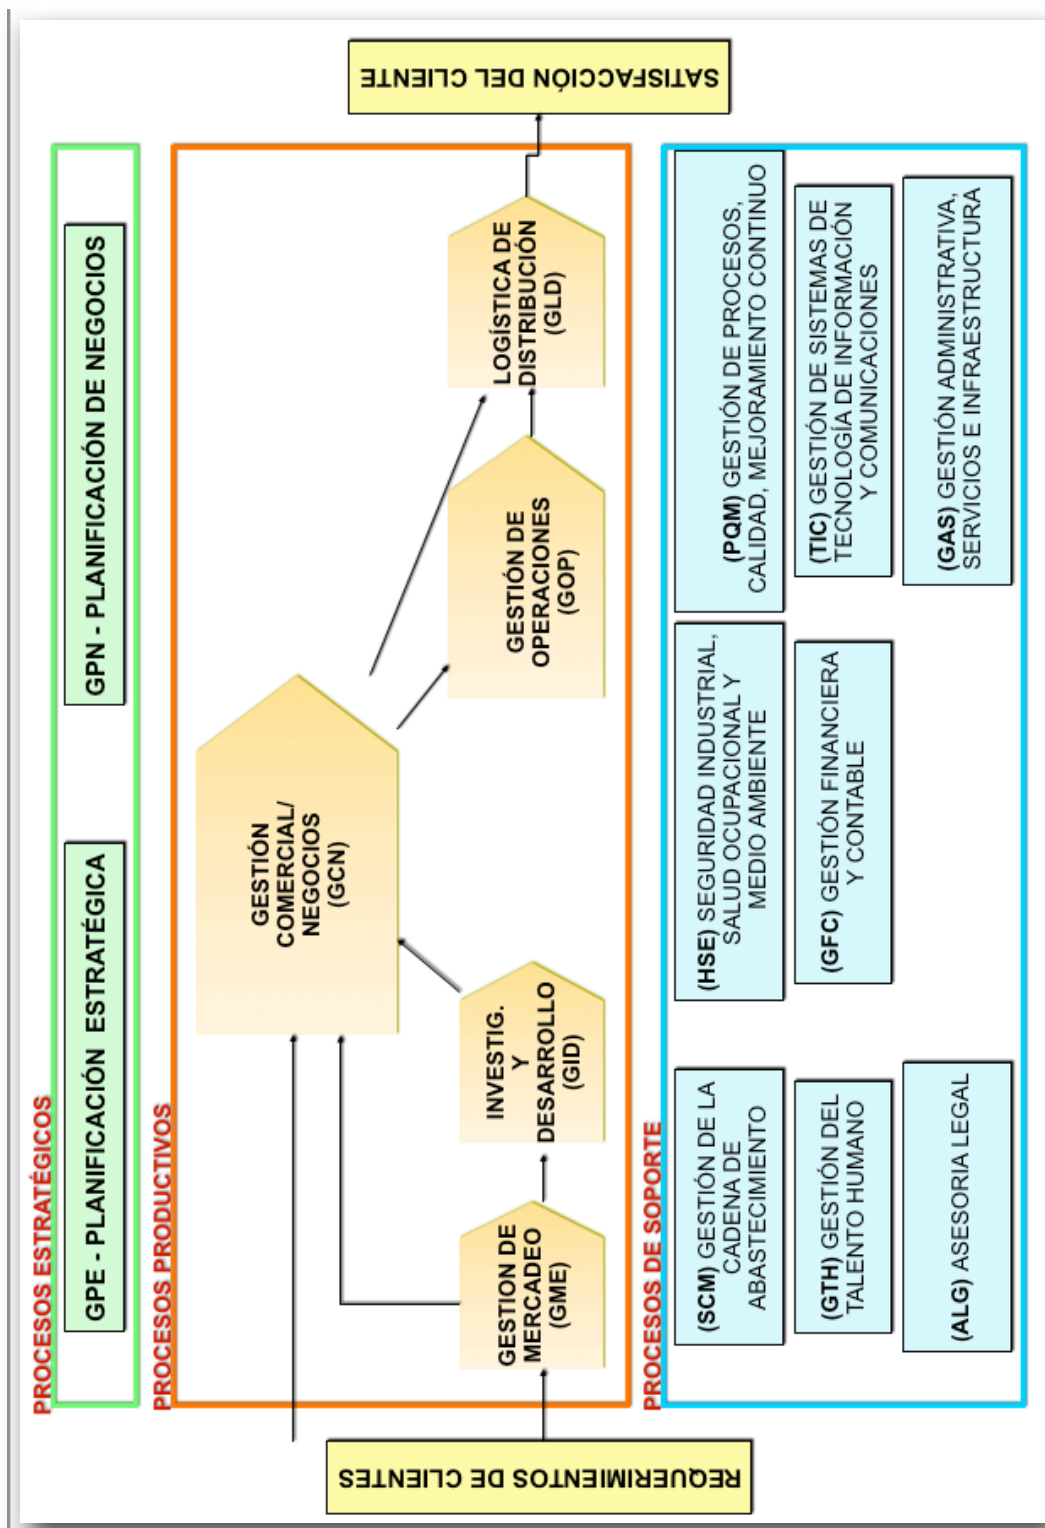 REQUERIMIENTOS DE CLIENTES
PROCESOS ESTRATÉGICOS
GPE - PLANIFICACIÓN ESTRATÉGICA
GPN - PLANIFICACIÓN DE NEGOCIOS
PROCESOS PRODUCTIVOS
GESTION DE
MERCADEO
(GME)
INVESTIG.
Y
DESARROLLO
(GID)
GESTIÓN
COMERCIAL/
NEGOCIOS
(GCN)
GESTIÓN DE
OPERACIONES
(GOP)
LOGÍSTICA DE
DISTRIBUCIÓN
(GLD)
PROCESOS DE SOPORTE
(SCM) GESTIÓN DE LA
CADENA DE
ABASTECIMIENTO
(HSE) SEGURIDAD INDUSTRIAL,
SALUD OCUPACIONAL Y
MEDIO AMBIENTE
(PQM) GESTIÓN DE PROCESOS,
CALIDAD, MEJORAMIENTO CONTINUO
(GTH) GESTIÓN DEL
TALENTO HUMANO
(GFC) GESTIÓN FINANCIERA
Y CONTABLE
(TIC) GESTIÓN DE SISTEMAS DE
TECNOLOGÍA DE INFORMACIÓN
Y COMUNICACIONES
(ALG) ASESORIA LEGAL
(GAS) GESTIÓN ADMINISTRATIVA,
SERVICIOS E INFRAESTRUCTURA
SATISFACCIÓN DEL CLIENTE